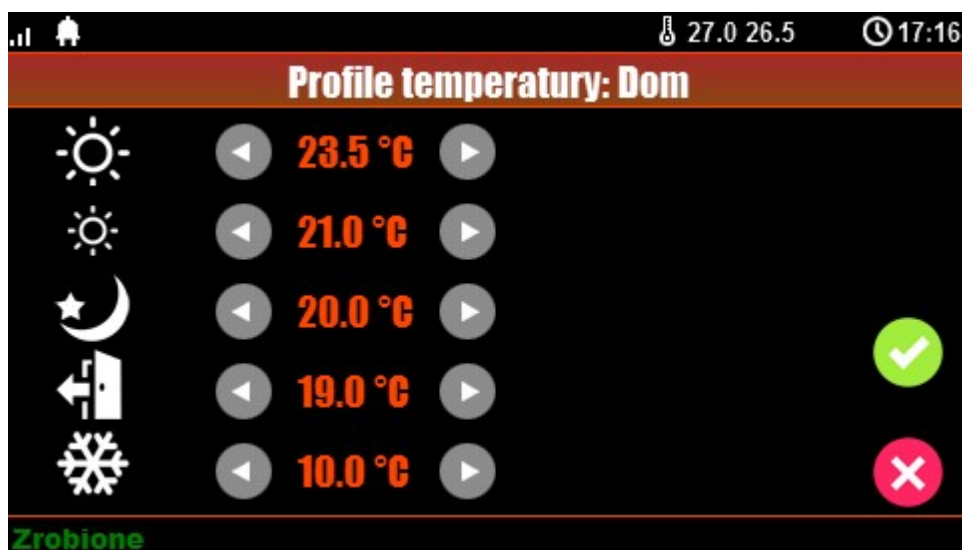 27.0 26.5 17:16
Profile temperatury: Dom
23.5 °C
21.0 °C
20.0 °C
19.0 °C
10.0 °C
Zrobione